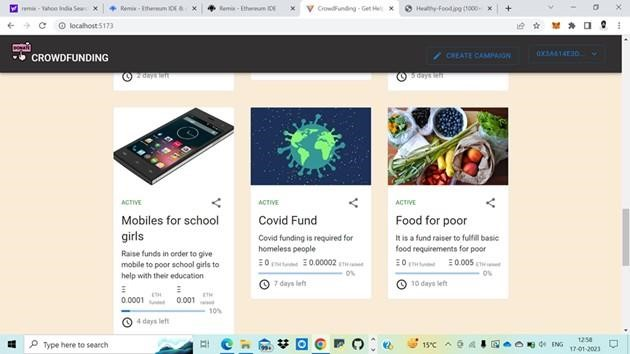 remix - Yahoo India Sear
Remix - Ethereum IDE &
Remix - Ethereum IDE
CrowdFunding - Get Help
Healthy-Food.jpg (1000×
localhost:5173
DONATE
CROWDFUNDING
CREATE CAMPAIGN
0X3A614E3D...
2 days left
5 days left
ACTIVE
Mobiles for school
girls
Raise funds in order to give
mobile to poor school girls to
help with their education
Ξ
0.0001 ETH
funded
Ξ
0.001 ETH
raised
10%
4 days left
ACTIVE
Covid Fund
Covid funding is required for
homeless people
Ξ 0 ETH funded Ξ 0.00002 ETH raised
0%
7 days left
ACTIVE
Food for poor
It is a fund raiser to fulfill basic
food requirements for poor
Ξ 0 ETH funded Ξ 0.005 ETH raised
0%
10 days left
Type here to search
99+
15°C
ENG
12:58
17-01-2023